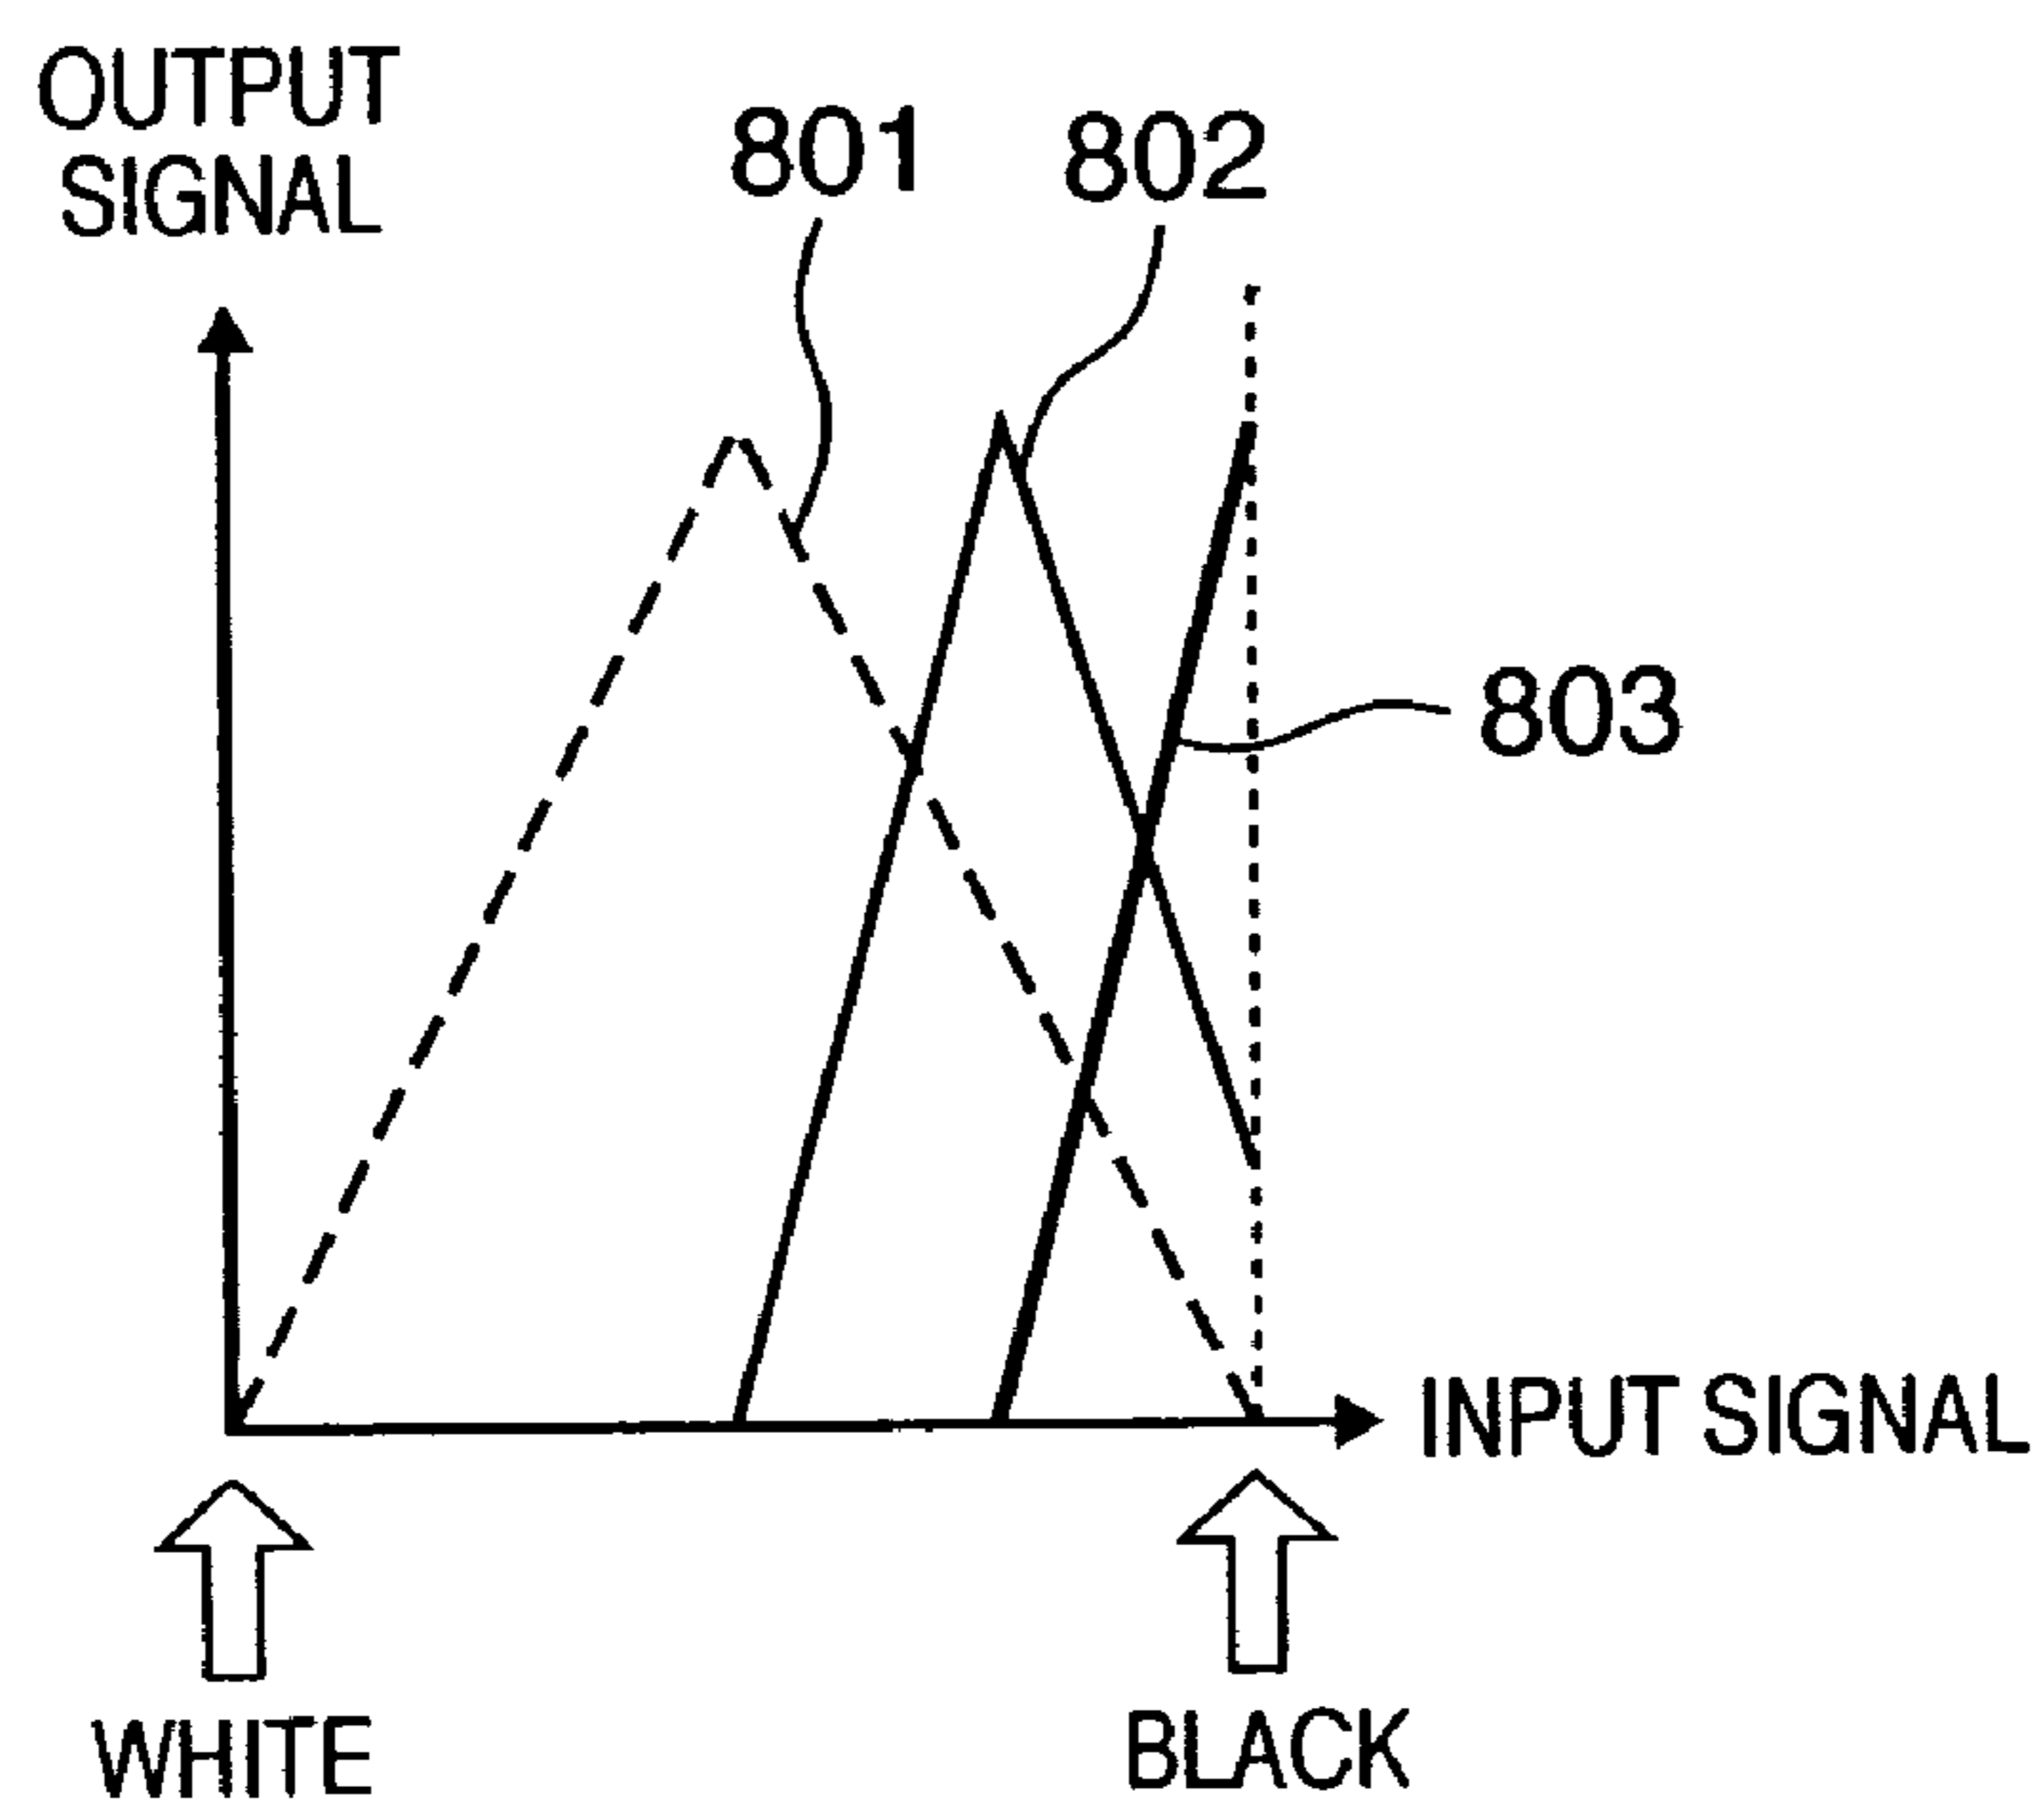 OUTPUT
SIGNAL
801
802
803
INPUT SIGNAL
WHITE
BLACK